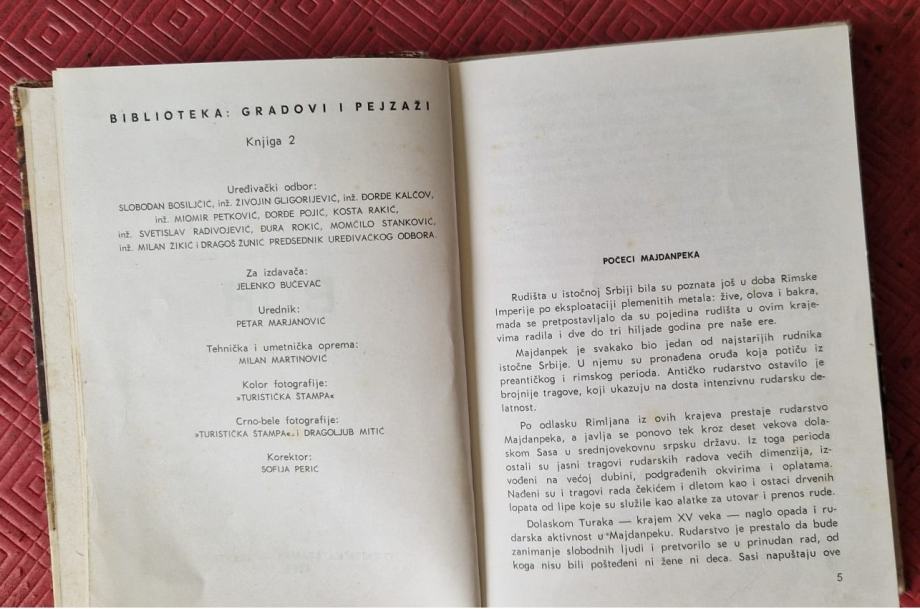 BIBLIOTEKA: GRADOVI I PEJZAŽI
Knjiga 2
Uređivački odbor:
SLOBODAN BOSILJČIĆ, inž. ŽIVOJIN GLIGORIJEVIĆ, inž. ĐORĐE KALČOV,
inž. MIOMIR PETKOVIĆ, ĐORĐE POJIĆ, KOSTA RAKIĆ,
inž. SVETISLAV RADIVOJEVIĆ, ĐURA ROKIĆ, MOMČILO STANKOVIĆ,
inž. MILAN ŽIKIĆ i DRAGOŠ ŽUNIĆ PREDSEDNIK UREĐIVAČKOG ODBORA.
Za izdavača:
JELENKO BUČEVAC
Urednik:
PETAR MARJANOVIĆ
Tehnička i umetnička oprema:
MILAN MARTINOVIĆ
Kolor fotografije:
»TURISTIČKA ŠTAMPA«
Crno-bele fotografije:
»TURISTIČKA ŠTAMPA« i DRAGOLJUB MITIĆ
Korektor:
SOFIJA PERIĆ
POČECI MAJDANPEKA
Rudišta u istočnoj Srbiji bila su poznata još u doba Rimske
Imperije po eksploataciji plemenitih metala: žive, olova i bakra,
mada se pretpostavljalo da su pojedina rudišta u ovim kraje-
vima radila i dve do tri hiljade godina pre naše ere.
Majdanpek je svakako bio jedan od najstarijih rudnika
istočne Srbije. U njemu su pronađena oruđa koja potiču iz
preantičkog i rimskog perioda. Antičko rudarstvo ostavilo je
brojnije tragove, koji ukazuju na dosta intenzivnu rudarsku de-
latnost.
Po odlasku Rimljana iz ovih krajeva prestaje rudarstvo
Majdanpeka, a javlja se ponovo tek kroz deset vekova dola-
skom Sasa u srednjovekovnu srpsku državu. Iz toga perioda
ostali su jasni tragovi rudarskih radova većih dimenzija, iz-
vođeni na većoj dubini, podgrađenih okvirima i oplatama.
Nađeni su i tragovi rada čekićem i dletom kao i ostaci drvenih
lopata od lipe koje su služile kao alatke za utovar i prenos rude.
Dolaskom Turaka — krajem XV veka — naglo opada i ru-
darska aktivnost u Majdanpeku. Rudarstvo je prestalo da bude
zanimanje slobodnih ljudi i pretvorilo se u prinudan rad, od
koga nisu bili pošteđeni ni žene ni deca. Sasi napuštaju ove
5